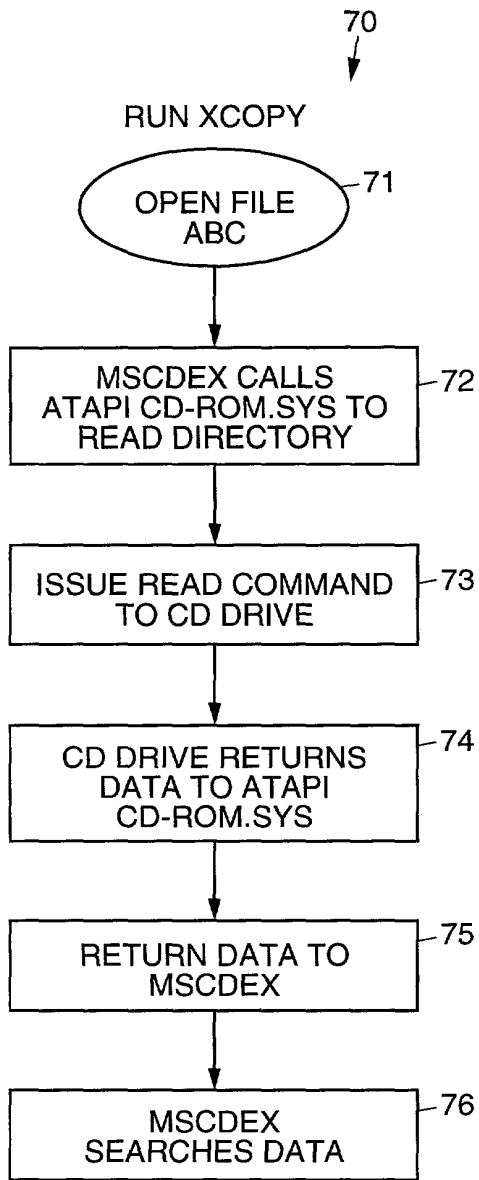 70
RUN XCOPY
71
OPEN FILE
ABC
72
MSCDEX CALLS
ATAPI CD-ROM.SYS TO
READ DIRECTORY
73
ISSUE READ COMMAND
TO CD DRIVE
74
CD DRIVE RETURNS
DATA TO ATAPI
CD-ROM.SYS
75
RETURN DATA TO
MSCDEX
76
MSCDEX
SEARCHES DATA